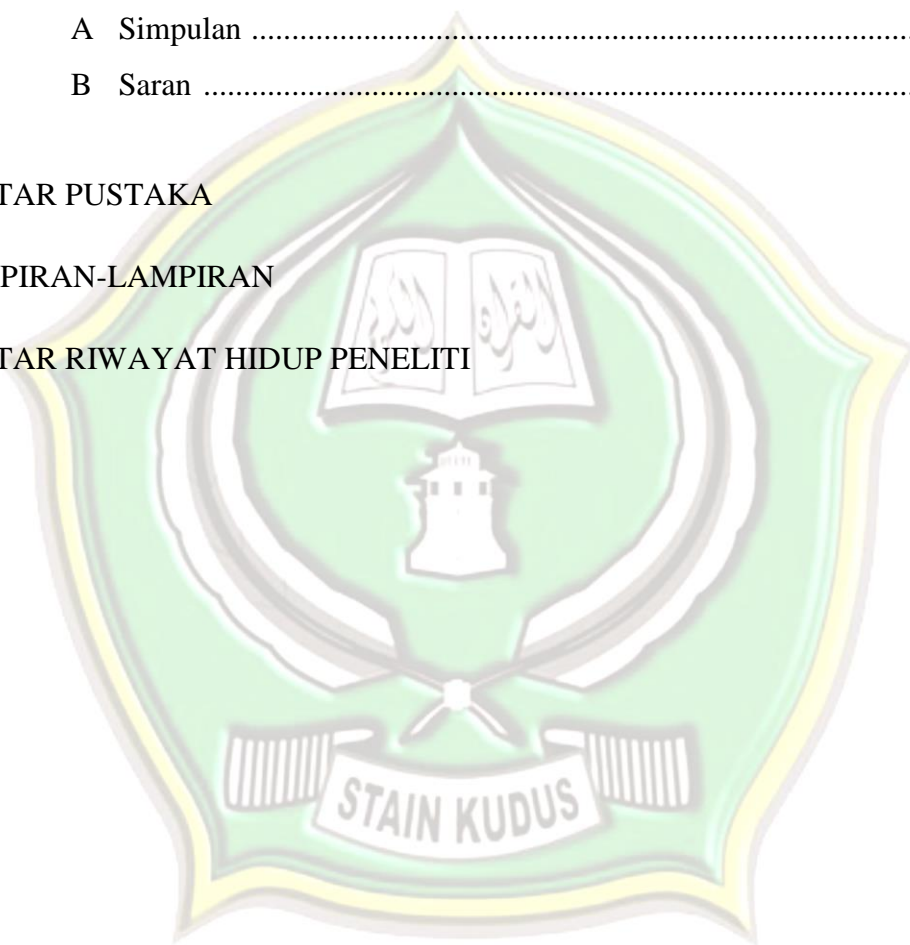 A Simpulan ....................................................................................
B Saran ..........................................................................................
TAR PUSTAKA
PIRAN-LAMPIRAN
TAR RIWAYAT HIDUP PENELITI
STAIN KUDUS